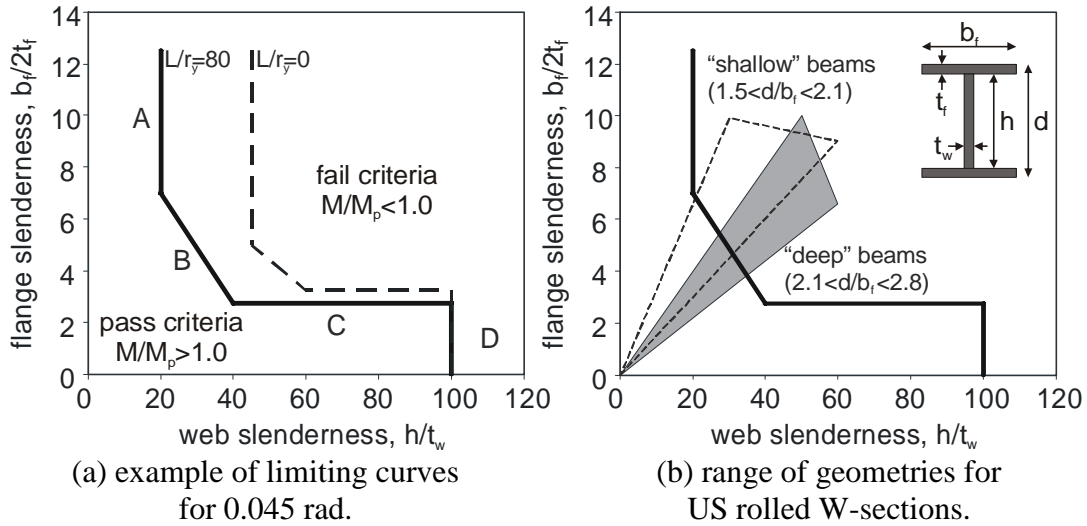 14
12
10
8
6
4
2
0
flange slenderness, b_f/2t_f
L/r_y=80
L/r_y=0
A
fail criteria
M/M_p<1.0
B
pass criteria
M/M_p>1.0
C
D
0 20 40 60 80 100 120
web slenderness, h/t_w
(a) example of limiting curves
for 0.045 rad.
14
12
10
8
6
4
2
0
flange slenderness, b_f/2t_f
“shallow” beams
(1.5<d/b_f<2.1)
b_f
t_f
h
d
t_w
“deep” beams
(2.1<d/b_f<2.8)
0 20 40 60 80 100 120
web slenderness, h/t_w
(b) range of geometries for
US rolled W-sections.